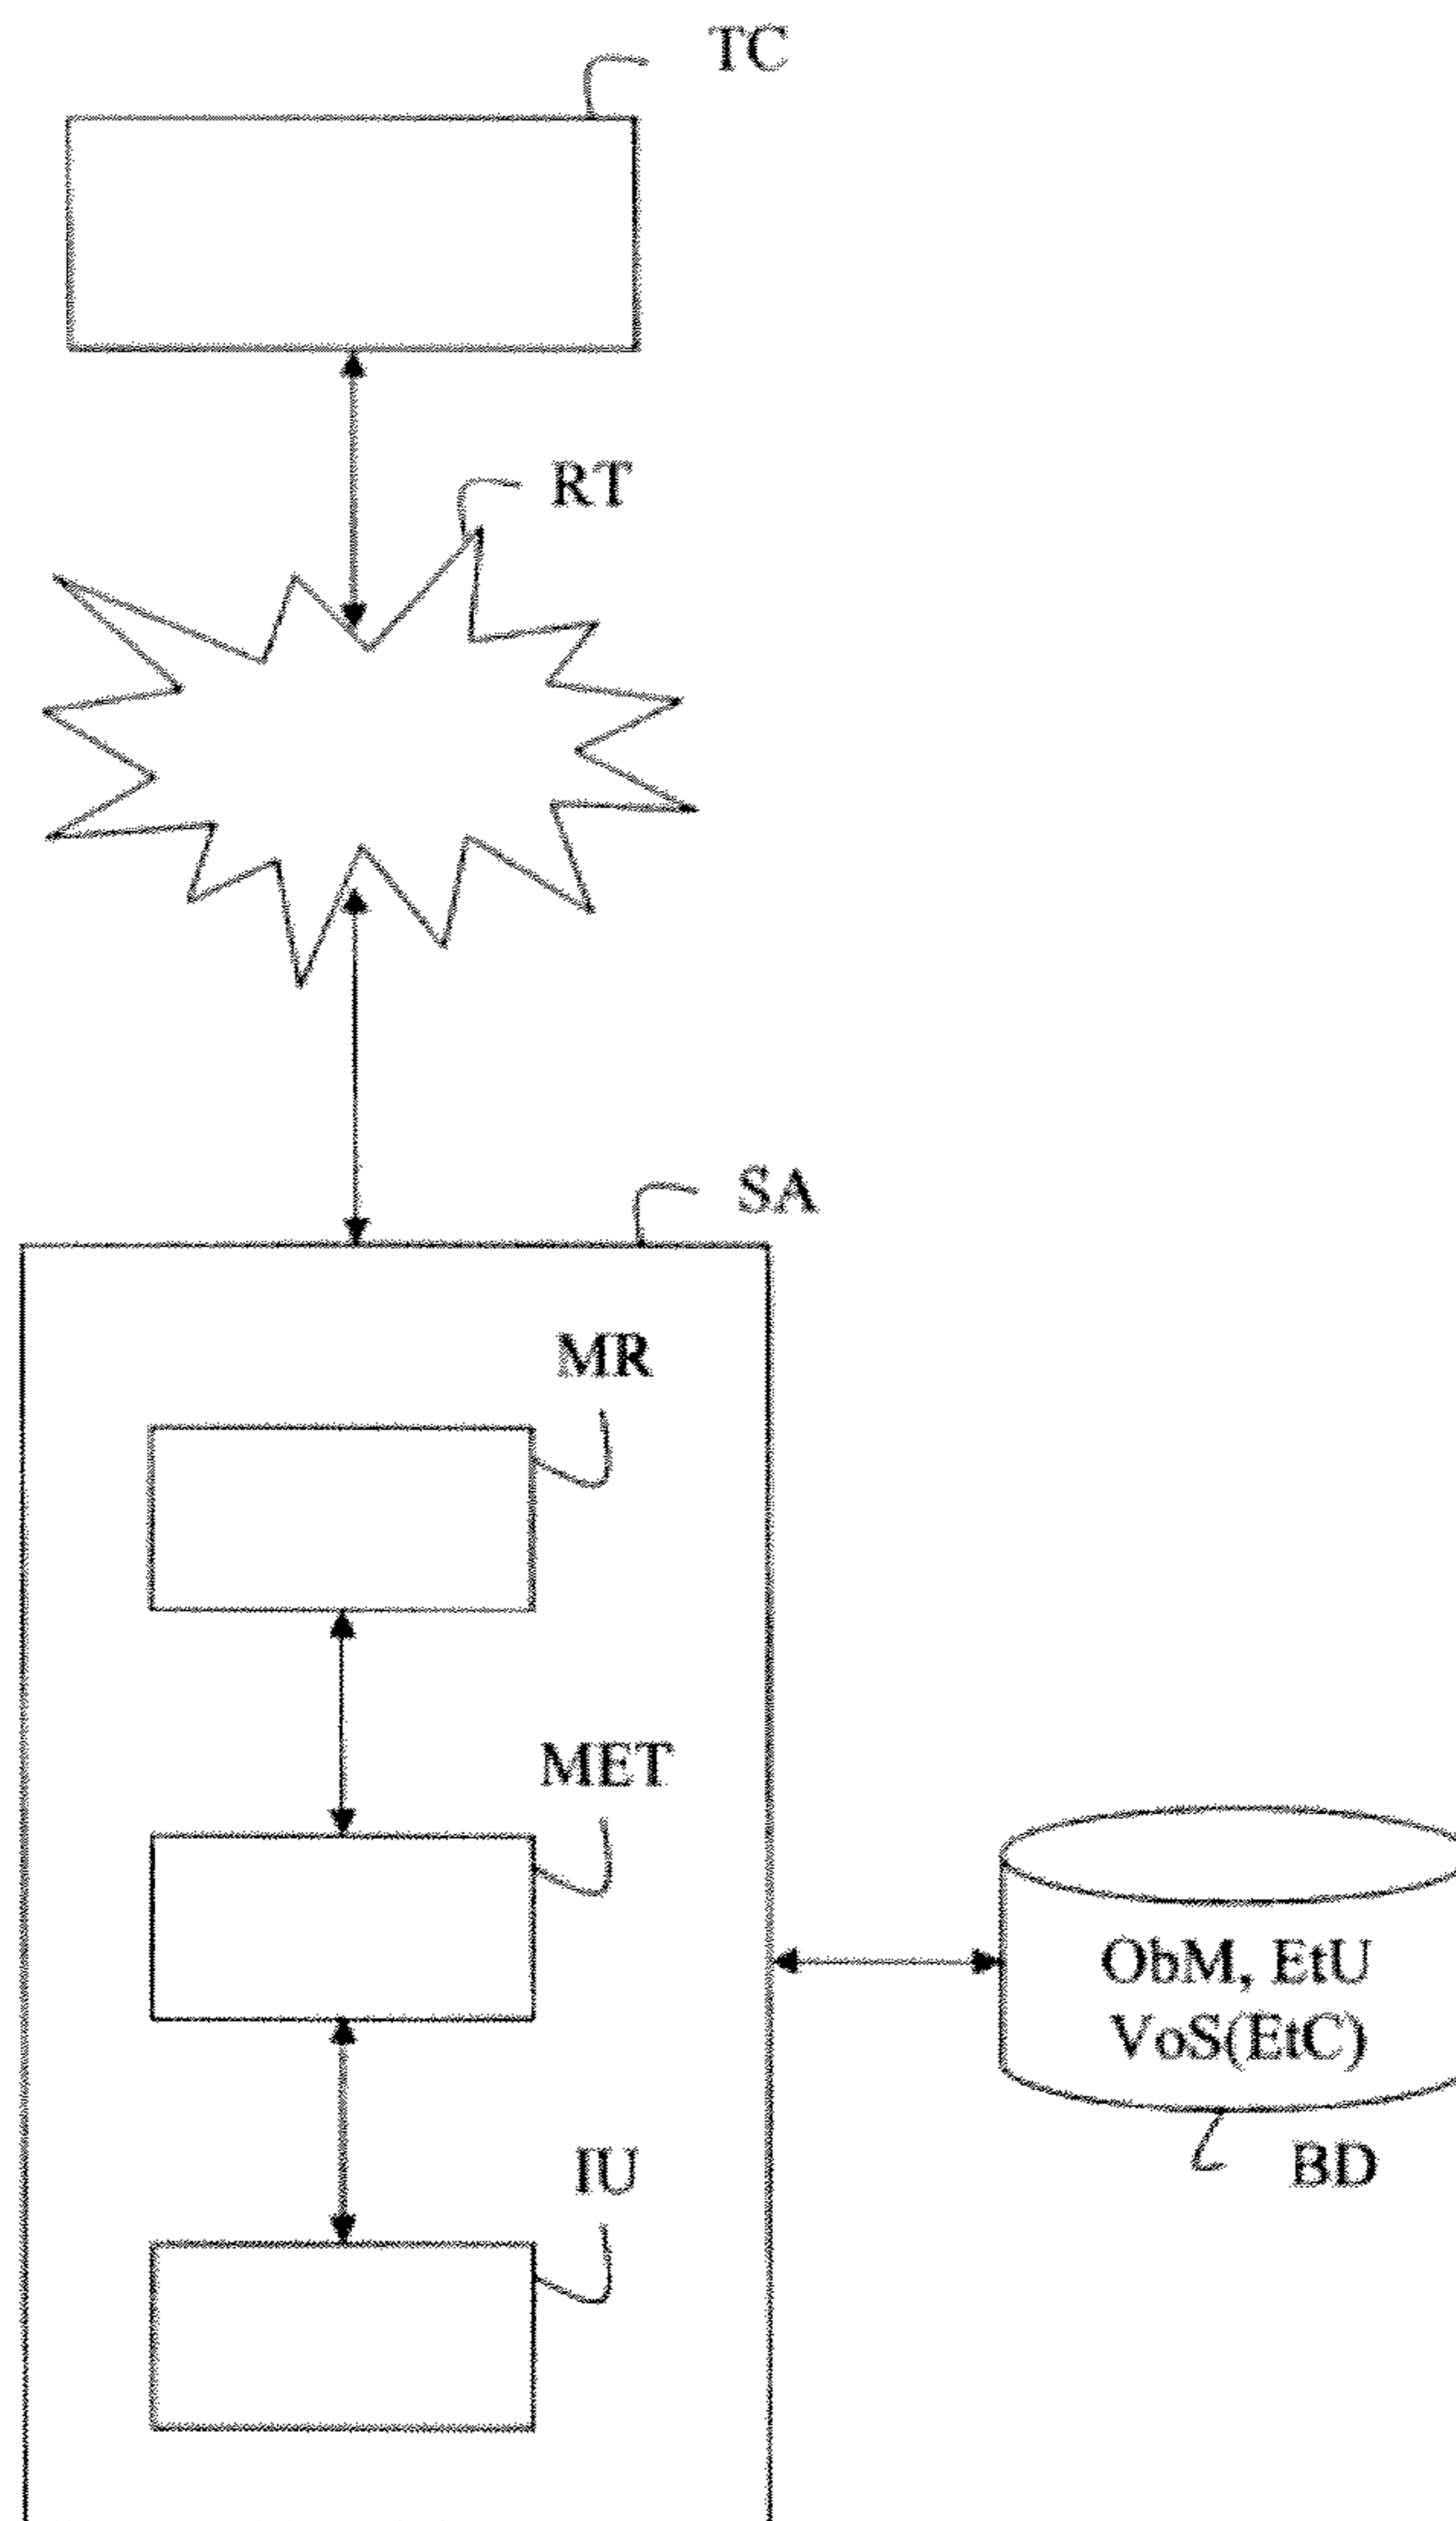 TC
RT
SA
MR
MET
ObM, EtU
VoS(EtC)
IU
BD